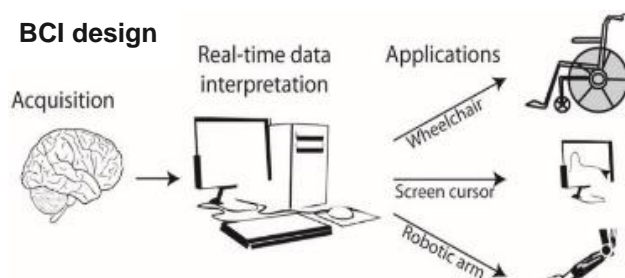 BCI design
Acquisition
Real-time data
interpretation
Applications
Wheelchair
Screen cursor
Robotic arm